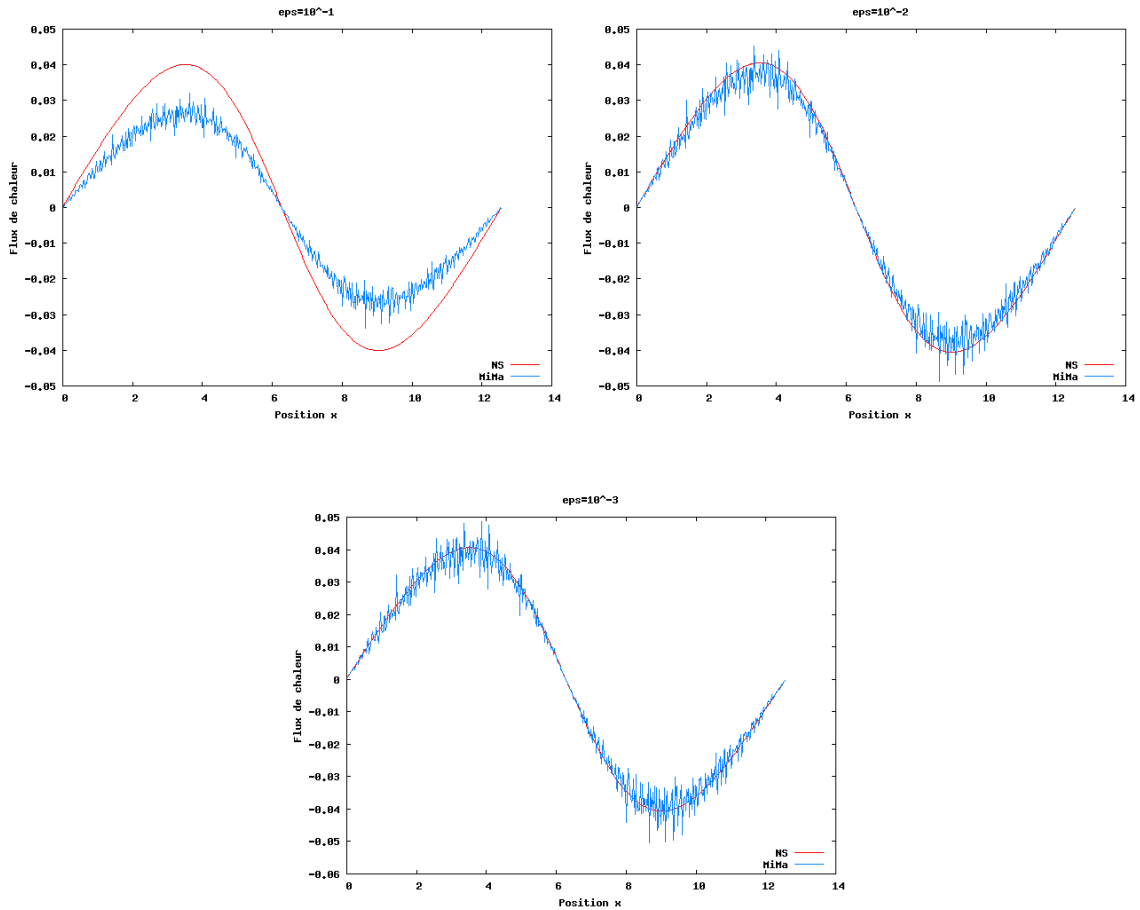 eps=10^-1
0.05
0.04
0.03
0.02
0.01
0
-0.01
-0.02
-0.03
-0.04
-0.05
0 2 4 6 8 10 12 14
Flux de chaleur
Position x
NS
MiMa
eps=10^-2
0.05
0.04
0.03
0.02
0.01
0
-0.01
-0.02
-0.03
-0.04
-0.05
0 2 4 6 8 10 12 14
Flux de chaleur
Position x
NS
MiMa
eps=10^-3
0.05
0.04
0.03
0.02
0.01
0
-0.01
-0.02
-0.03
-0.04
-0.05
-0.06
0 2 4 6 8 10 12 14
Flux de chaleur
Position x
NS
MiMa